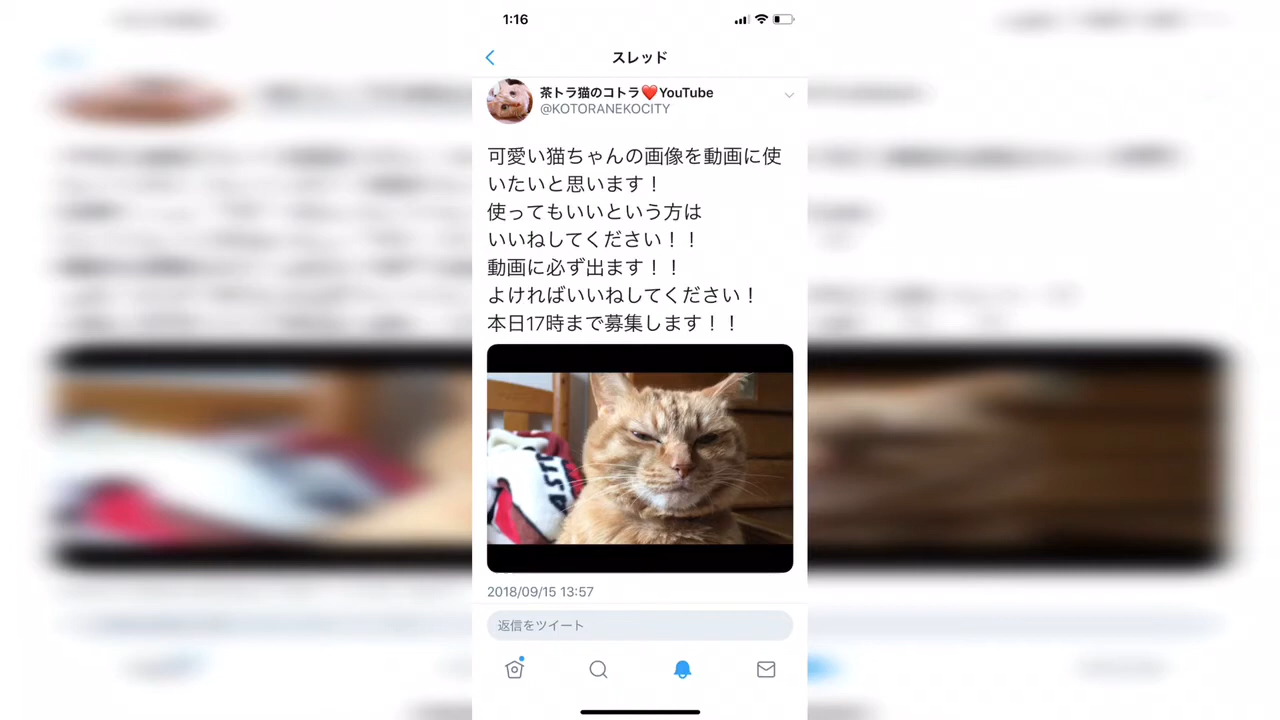 1:16
スレッド
茶トラ猫のコトラ❤️YouTube
@KOTORANEKOCITY
可愛い猫ちゃんの画像を動画に使
いたいと思います！
使ってもいいという方は
いいねしてください！！
動画に必ず出ます！！
よければいいねしてください！
本日17時まで募集します！！
2018/09/15 13:57
返信をツイート